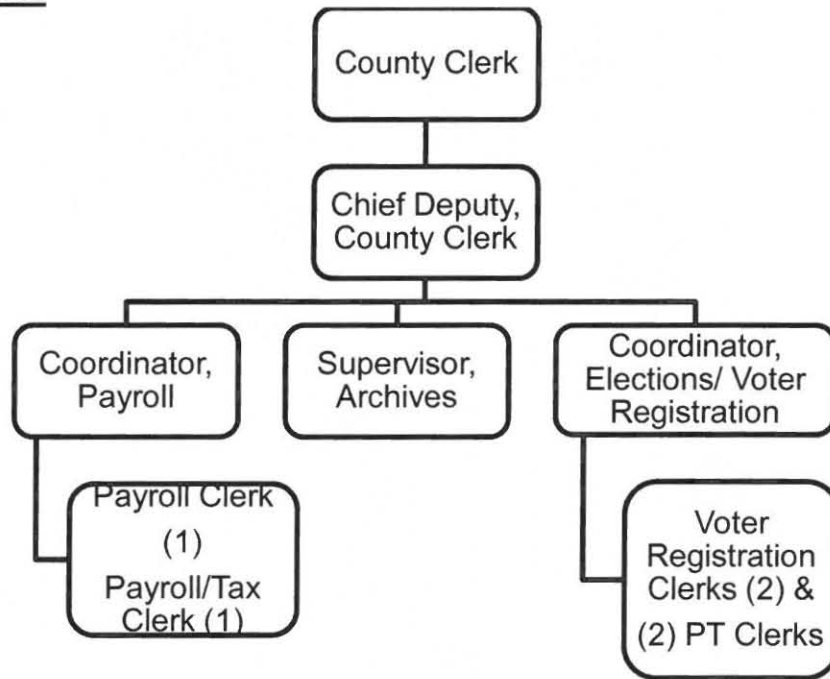 County Clerk
Chief Deputy,
County Clerk
Coordinator,
Payroll
Supervisor,
Archives
Coordinator,
Elections/ Voter
Registration
Payroll Clerk
(1)
Payroll/Tax
Clerk (1)
Voter
Registration
Clerks (2) &
(2) PT Clerks